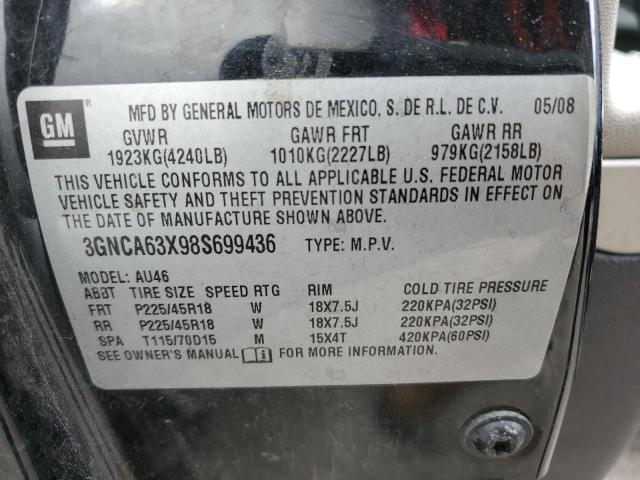 GM
®
MFD BY GENERAL MOTORS DE MEXICO, S. DE R.L. DE C.V. 05/08
GVWR GAWR FRT GAWR RR
1923KG(4240LB) 1010KG(2227LB) 979KG(2158LB)
THIS VEHICLE CONFORMS TO ALL APPLICABLE U.S. FEDERAL MOTOR
VEHICLE SAFETY AND THEFT PREVENTION STANDARDS IN EFFECT ON
THE DATE OF MANUFACTURE SHOWN ABOVE.
3GNCA63X98S699436 TYPE: M.P.V.
MODEL: AU46
ABBT TIRE SIZE SPEED RTG RIM COLD TIRE PRESSURE
FRT P225/45R18 W 18X7.5J 220KPA(32PSI)
RR P225/45R18 W 18X7.5J 220KPA(32PSI)
SPA T115/70D15 M 15X4T 420KPA(60PSI)
SEE OWNER'S MANUAL FOR MORE INFORMATION.